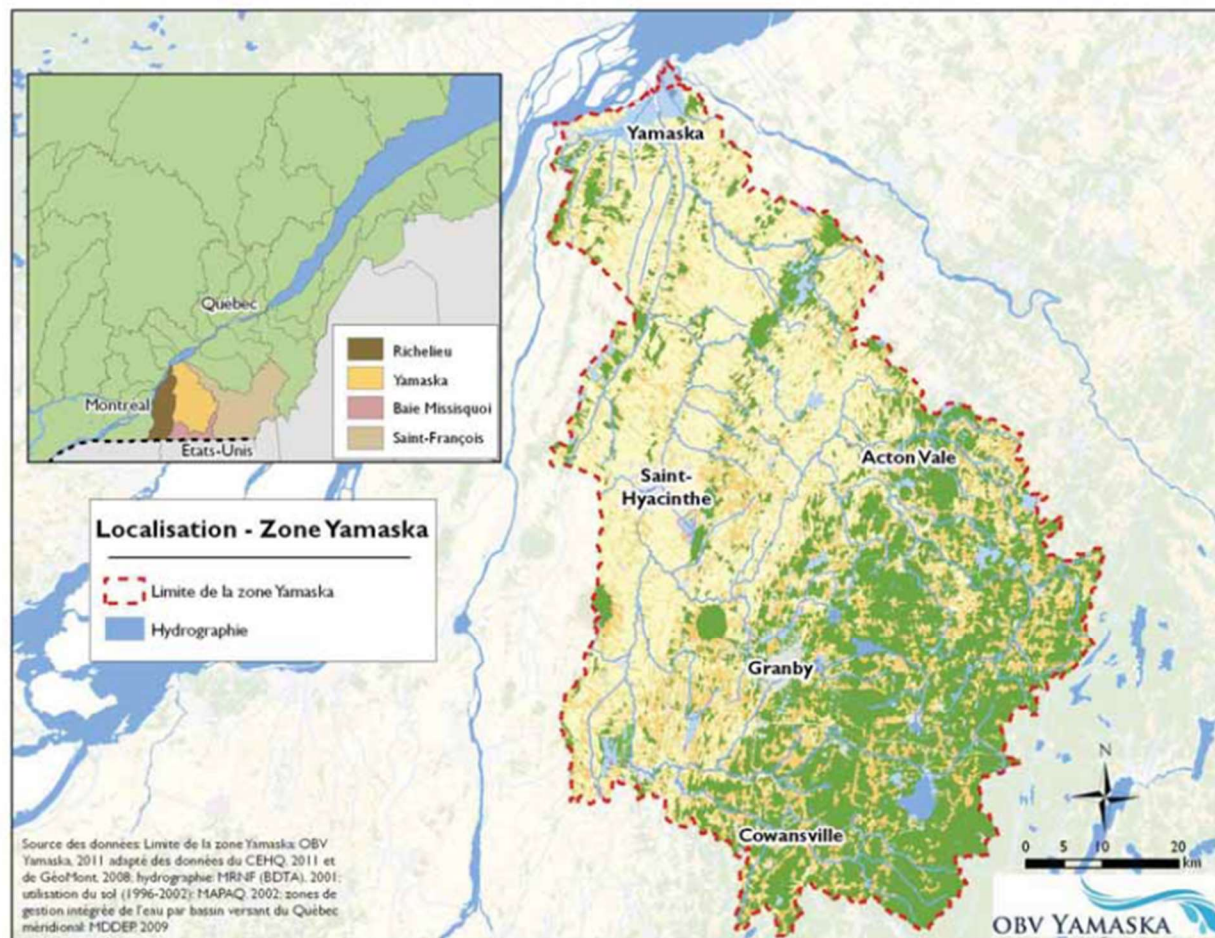 Yamaska
Québec
Montréal
États-Unis
Richelieu
Yamaska
Baie Missisquoi
Saint-François
Localisation - Zone Yamaska
Limite de la zone Yamaska
Hydrographie
Saint-
Hyacinthe
Acton Vale
Granby
Cowansville
N
0 5 10 20
km
Source des données: Limite de la zone Yamaska: OBV
Yamaska, 2011 adapté des données du CEHQ, 2011 et
de GéoMont, 2008; hydrographie: MRNF (BDTA), 2001;
utilisation du sol (1996-2002): MAPAQ, 2002; zones de
gestion intégrée de l'eau par bassin versant du Québec
méridional: MDDEP, 2009
OBV YAMASKA